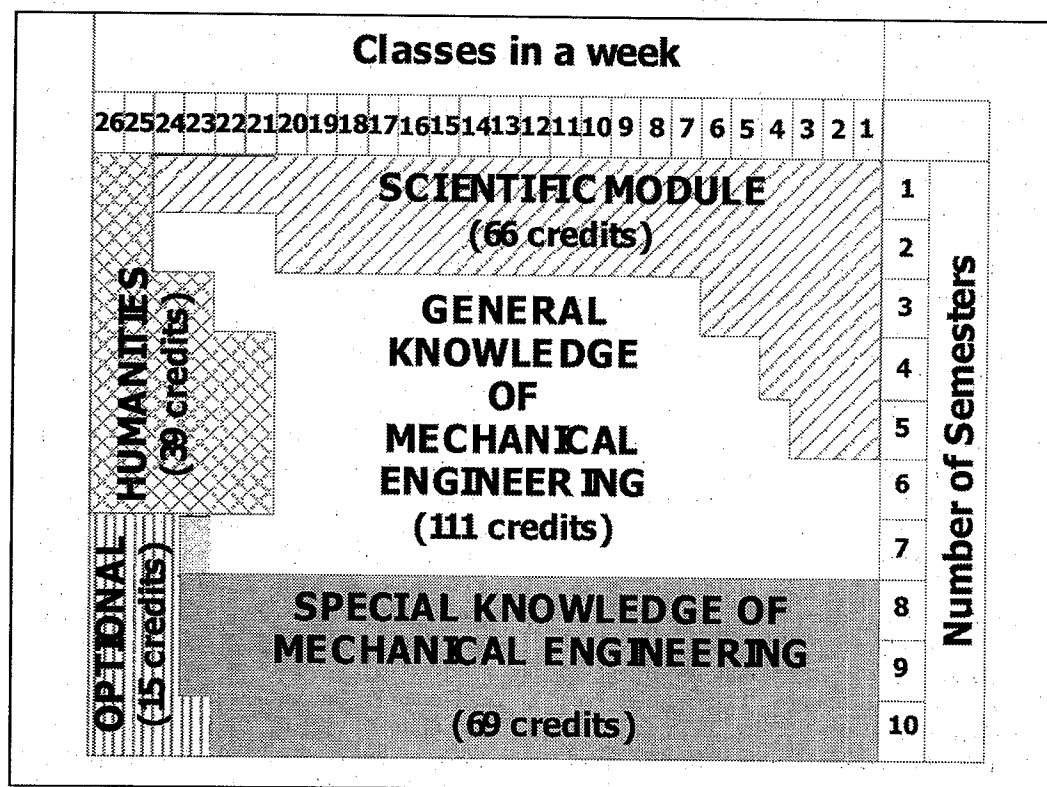 Classes in a week
26 25 24 23 22 21 20 19 18 17 16 15 14 13 12 11 10 9 8 7 6 5 4 3 2 1
SCIENTIFIC MODULE
(66 credits)
GENERAL
KNOWLEDGE
OF
MECHANICAL
ENGINEERING
(111 credits)
HUMANITIES
(39 credits)
OPTIONAL
(15 credits)
SPECIAL KNOWLEDGE OF
MECHANICAL ENGINEERING
(69 credits)
1
2
3
4
5
6
7
8
9
10
Number of Semesters